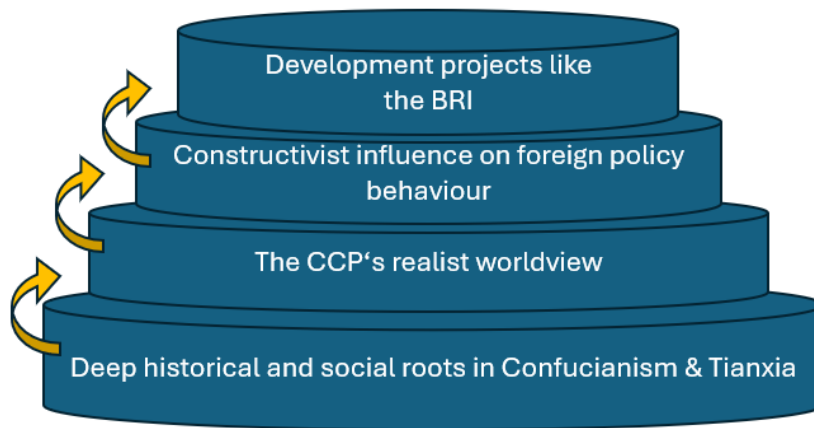 Development projects like
the BRI
Constructivist influence on foreign policy
behaviour
The CCP‘s realist worldview
Deep historical and social roots in Confucianism & Tianxia